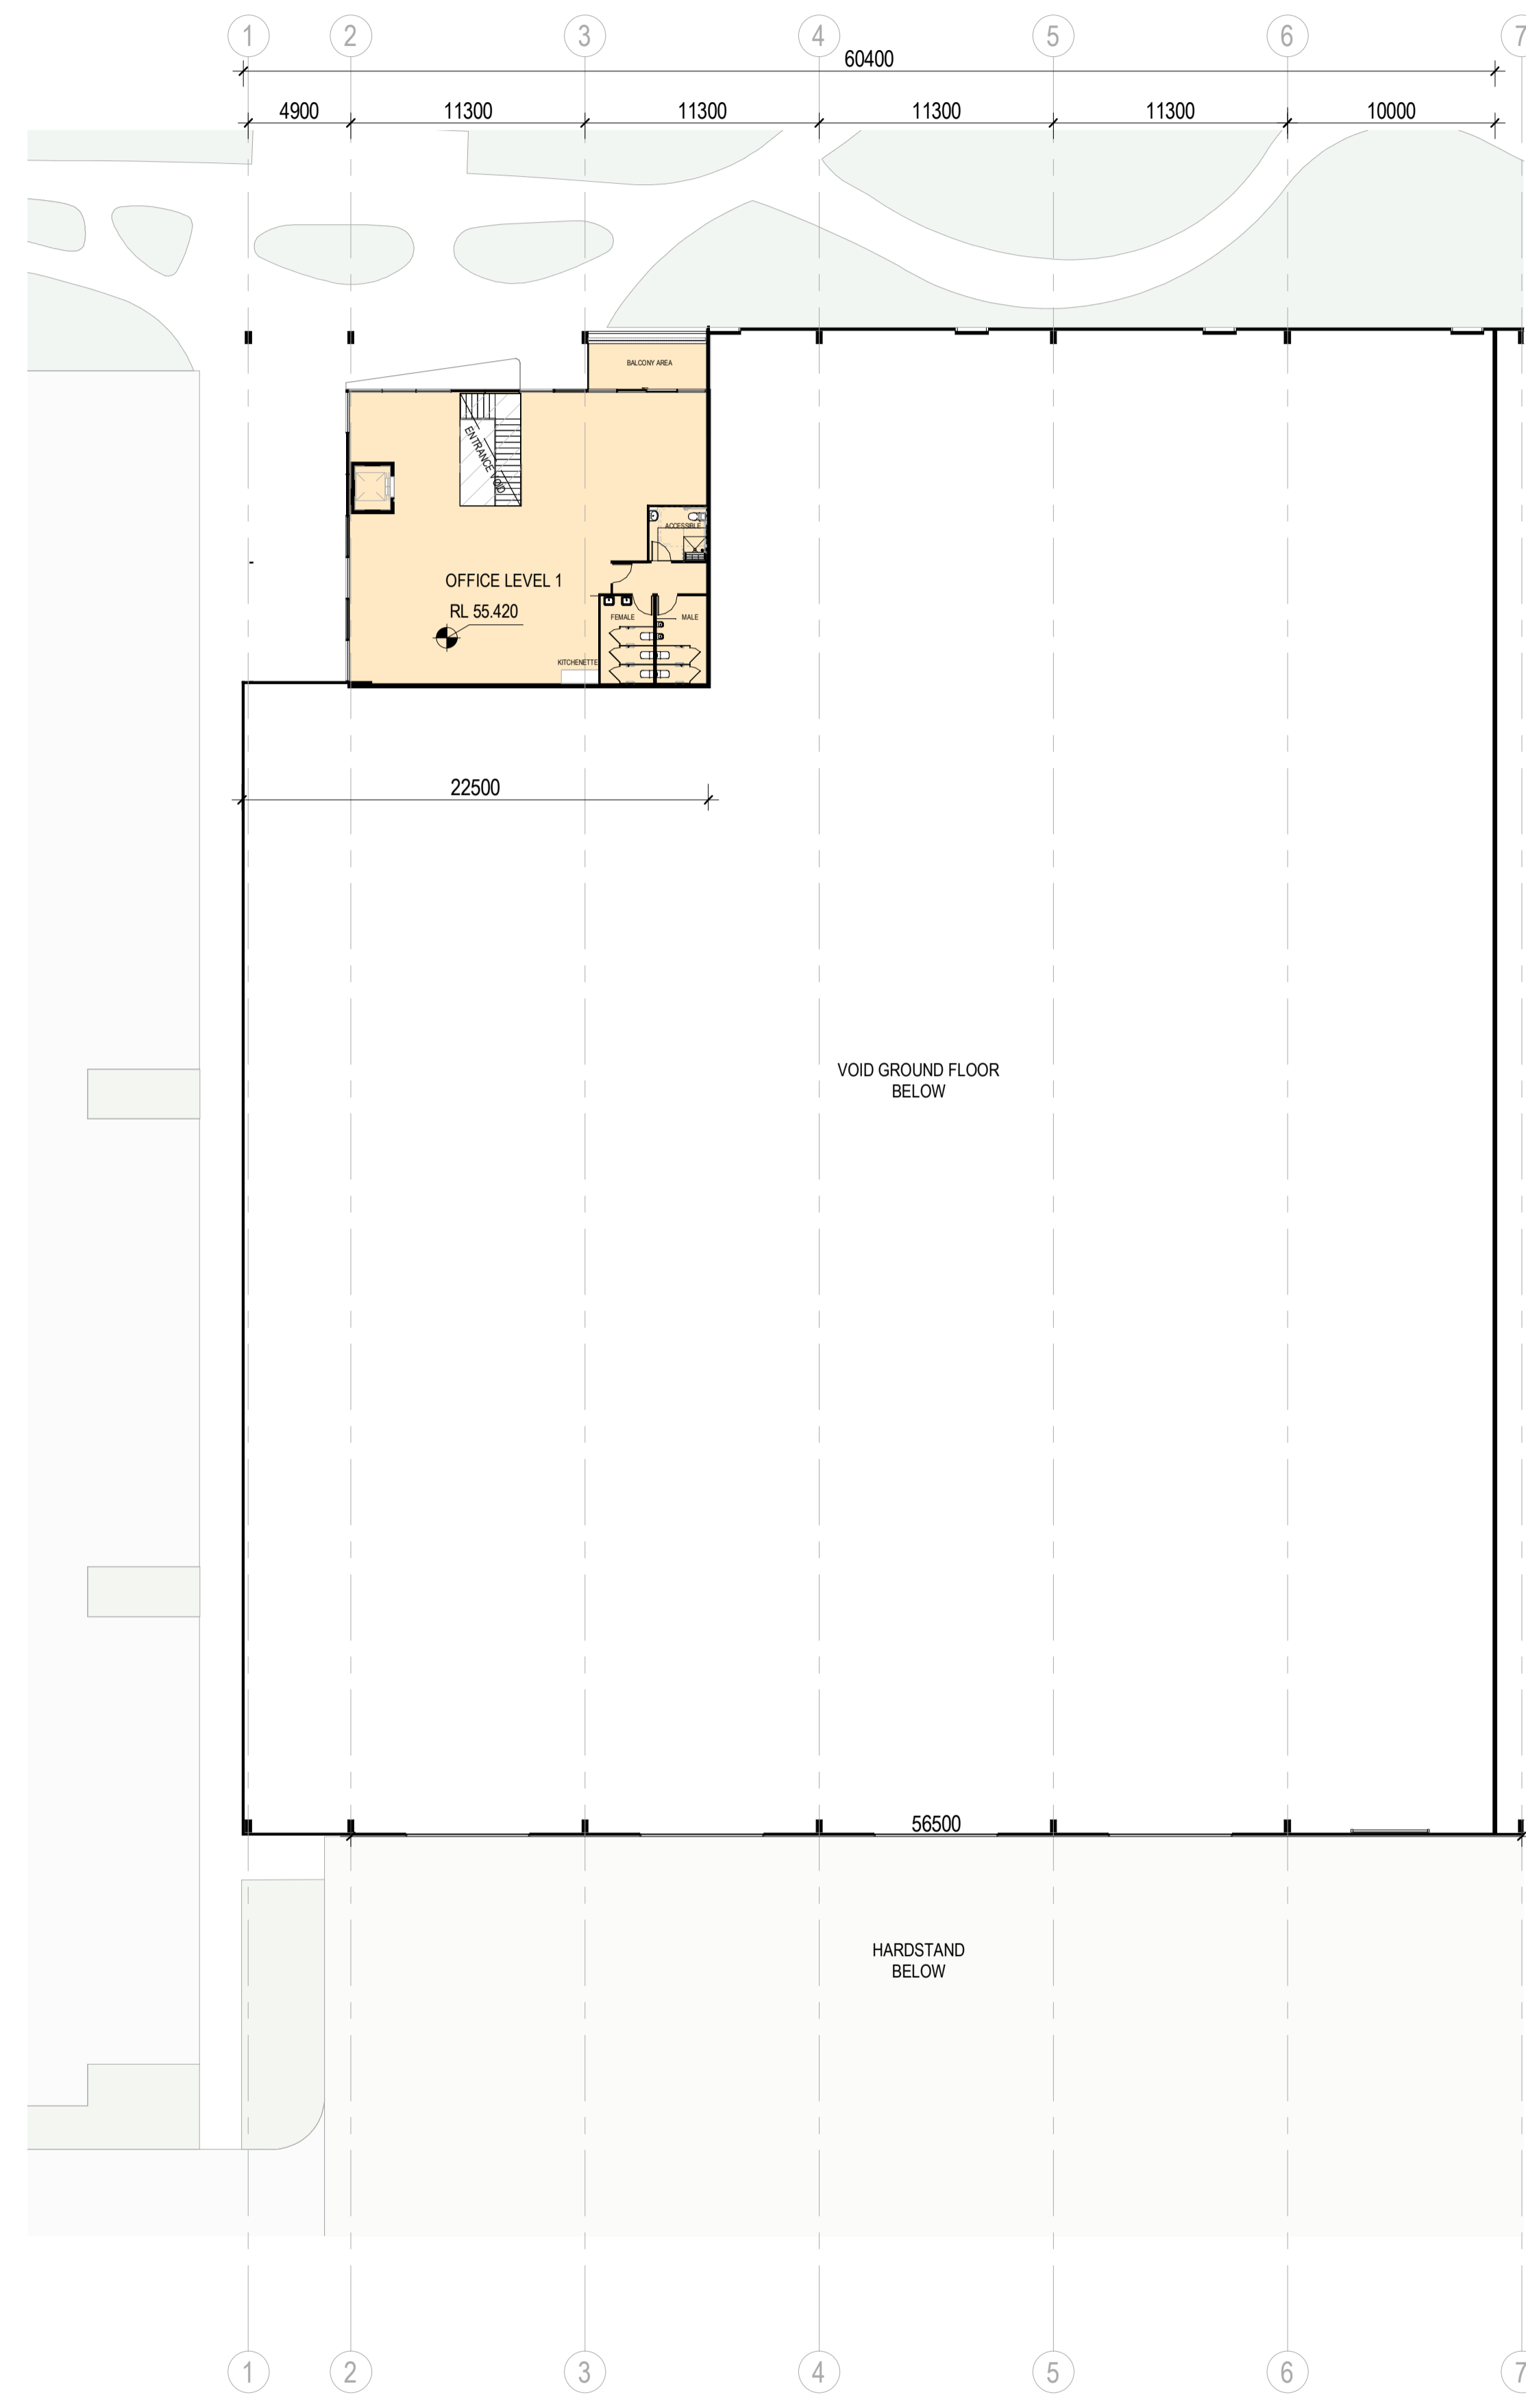 1 2 3 4 5 6 7
60400
4900 11300 11300 11300 11300 10000
BALCONY AREA
ENTRANCE VOID
ACCESSIBLE
OFFICE LEVEL 1
RL 55.420
FEMALE MALE
KITCHENETTE
22500
VOID GROUND FLOOR
BELOW
56500
HARDSTAND
BELOW
1 2 3 4 5 6 7